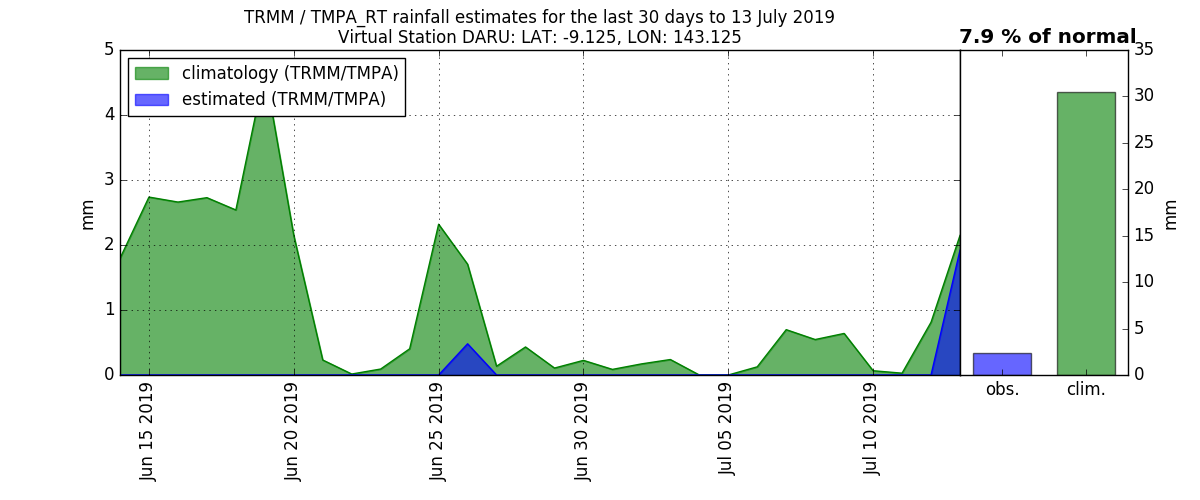 TRMM / TMPA_RT rainfall estimates for the last 30 days to 13 July 2019
Virtual Station DARU: LAT: -9.125, LON: 143.125
7.9 % of normal
climatology (TRMM/TMPA)
estimated (TRMM/TMPA)
5
4
3
2
1
0
mm
Jun 15 2019
Jun 20 2019
Jun 25 2019
Jun 30 2019
Jul 05 2019
Jul 10 2019
35
30
25
20
15
10
5
0
mm
obs.
clim.